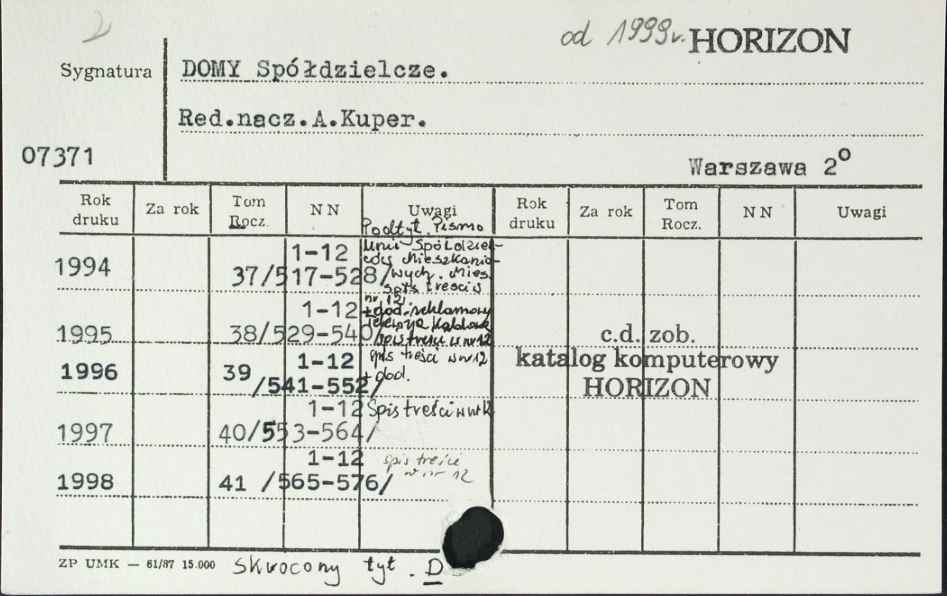 2
od 1999r. HORIZON
Sygnatura DOMY Spółdzielcze.
Red.nacz.A.Kuper.
07371
Warszawa 2°
Rok druku Za rok Tom Rocz. NN Uwagi Rok druku Za rok Tom Rocz. NN Uwagi
Podtyt. Pismo
Unii Spółdziel-
czy Mieszkanio-
wych. Mies.
spis treści w
nr.12.
1994 37/517-528/ 1-12
+dod. reklamowy
spis treści w nr 12
1995 38/529-540/ 1-12
1996 39 /541-552/ 1-12 spis treści w nr 12
+ dod.
1997 40/553-564/ 1-12 Spis treści w nr
1998 41 /565-576/ 1-12 spis treści
w nr 12
c.d. zob.
katalog komputerowy
HORIZON
ZP UMK — 61/87 15.000 Skrócony tyt. D